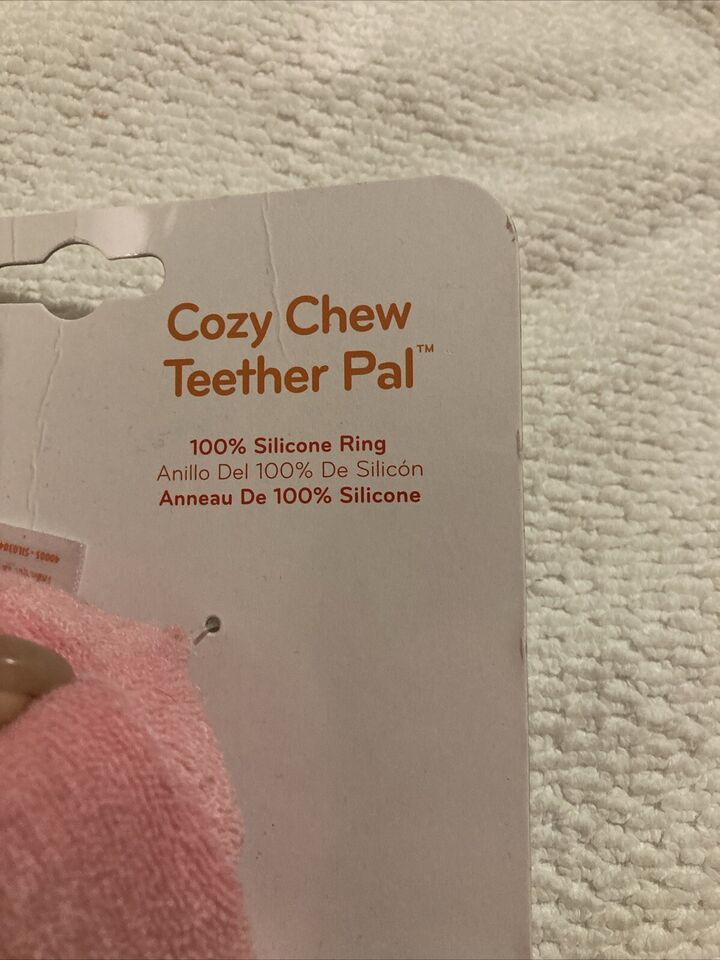 Cozy Chew
Teether Pal™
100% Silicone Ring
Anillo Del 100% De Silicón
Anneau De 100% Silicone